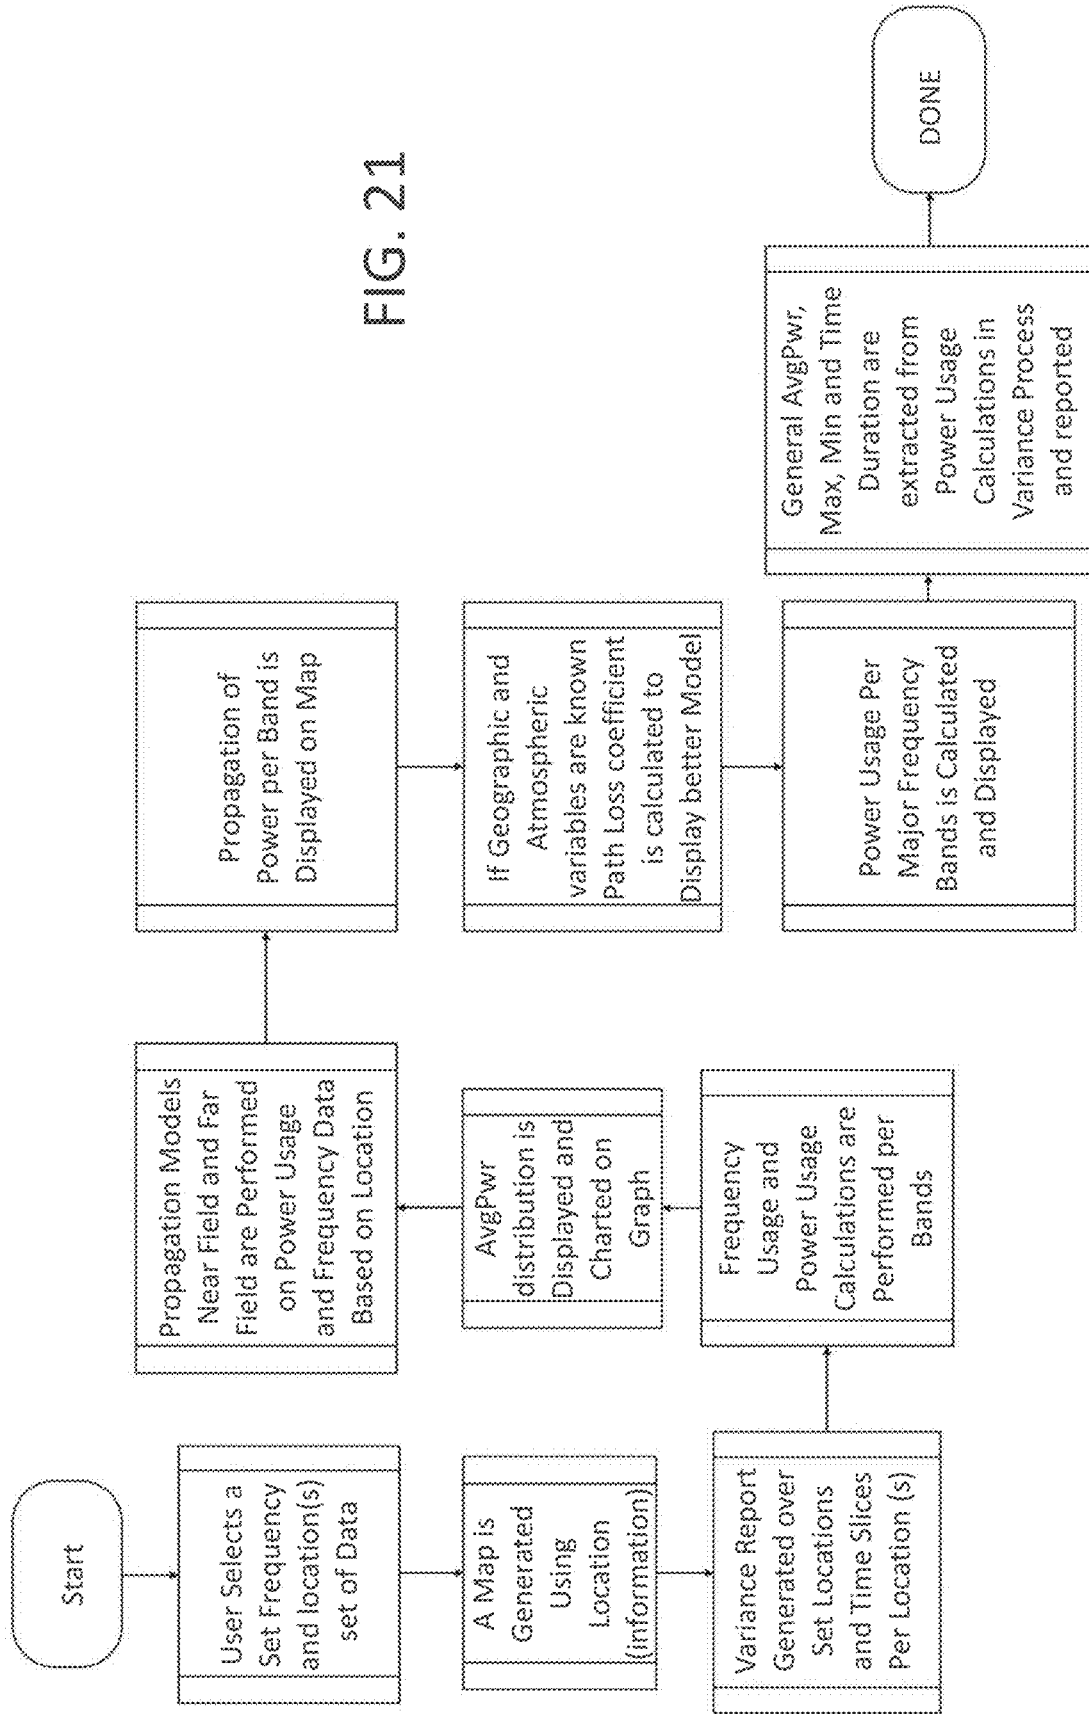 FIG. 21
Start
User Selects a
Set Frequency
and location(s)
set of Data
A Map is
Generated
Using
Location
(information))
Variance Report
Generated over
Set Locations
and Time Slices
Per Location (s)
Frequency
Usage and
Power Usage
Calculations are
Performed per
Bands
AvgPwr
distribution is
Displayed and
Charted on
Graph
Propagation Models
Near Field and Far
Field are Performed
on Power Usage
and Frequency Data
Based on Location
Propagation of
Power per Band is
Displayed on Map
If Geographic and
Atmospheric
variables are known
Path Loss coefficient
is calculated to
Display better Model
Power Usage Per
Major Frequency
Bands is Calculated
and Displayed
General AvgPwr,
Max, Min and Time
Duration are
extracted from
Power Usage
Calculations in
Variance Process
and reported
DONE